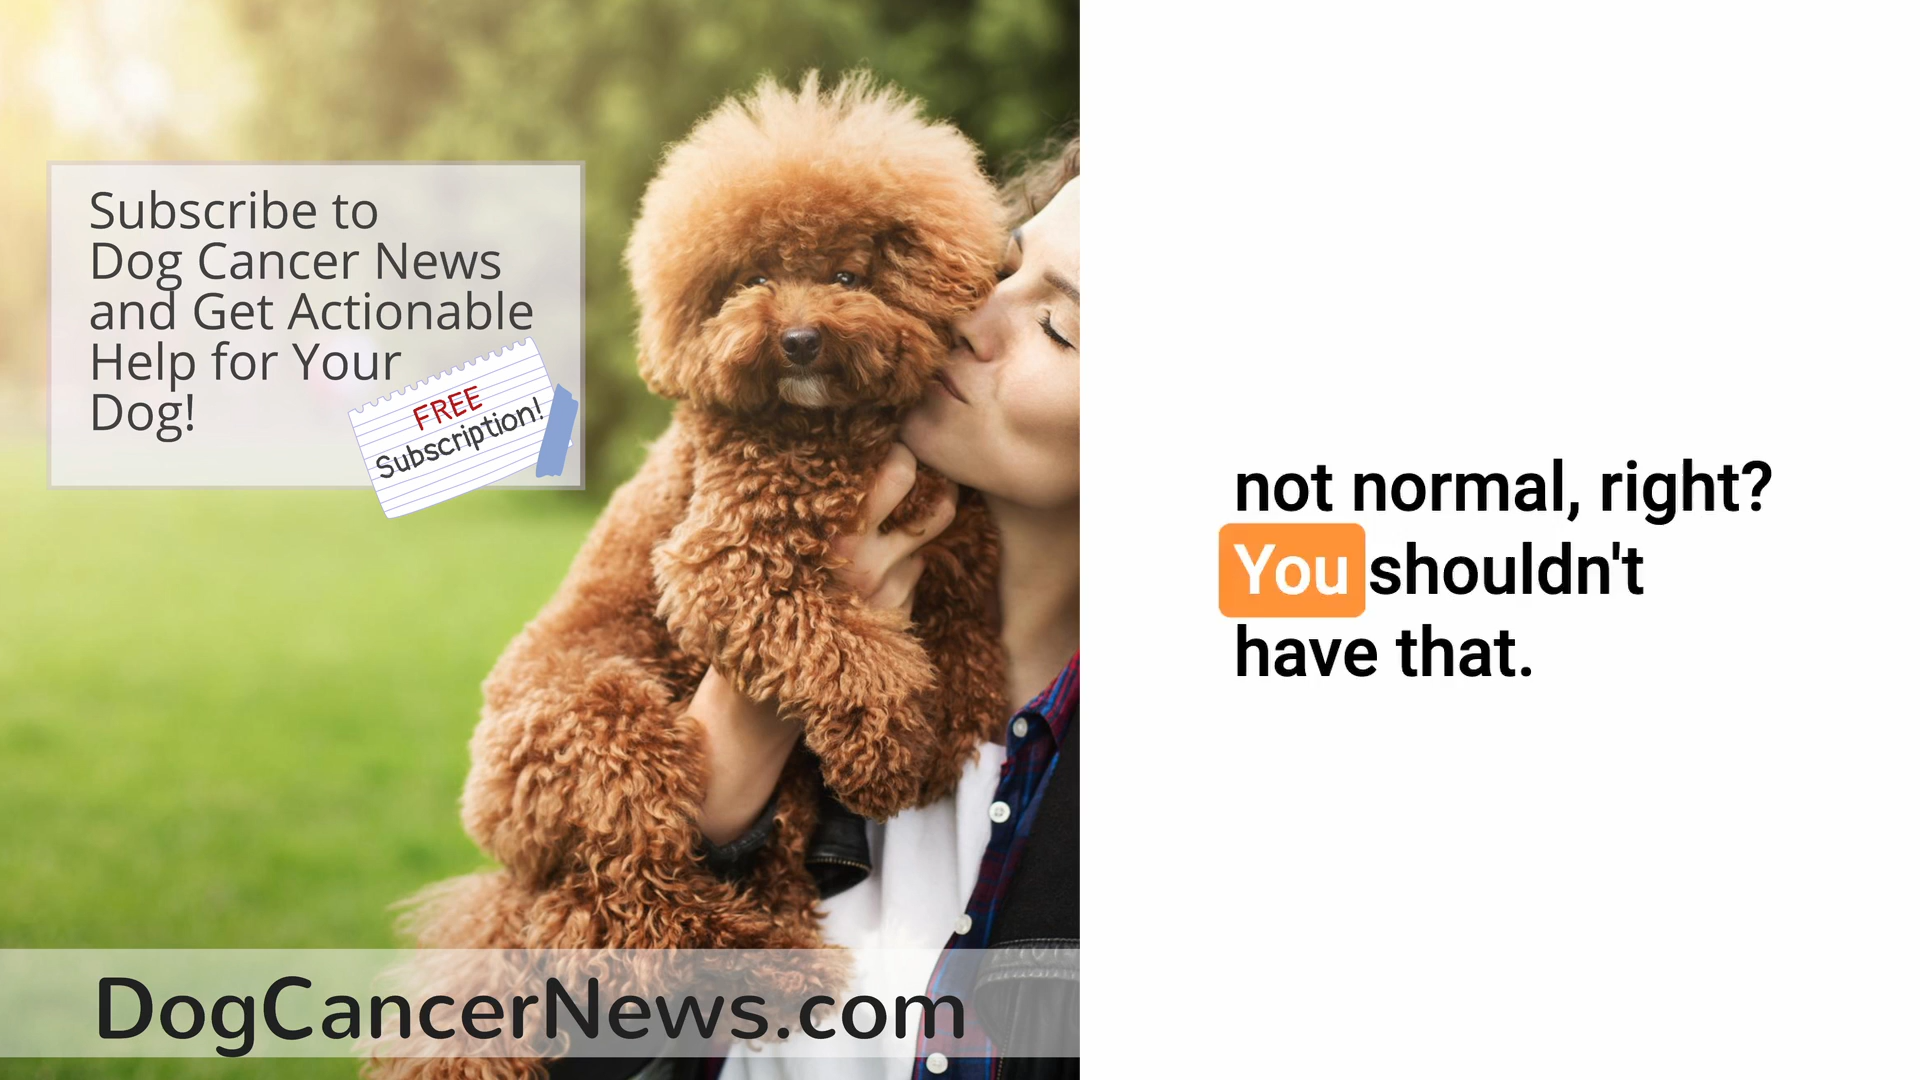 Subscribe to
Dog Cancer News
and Get Actionable
Help for Your
Dog!
FREE
Subscription!
DogCancerNews.com
not normal, right?
You shouldn't
have that.